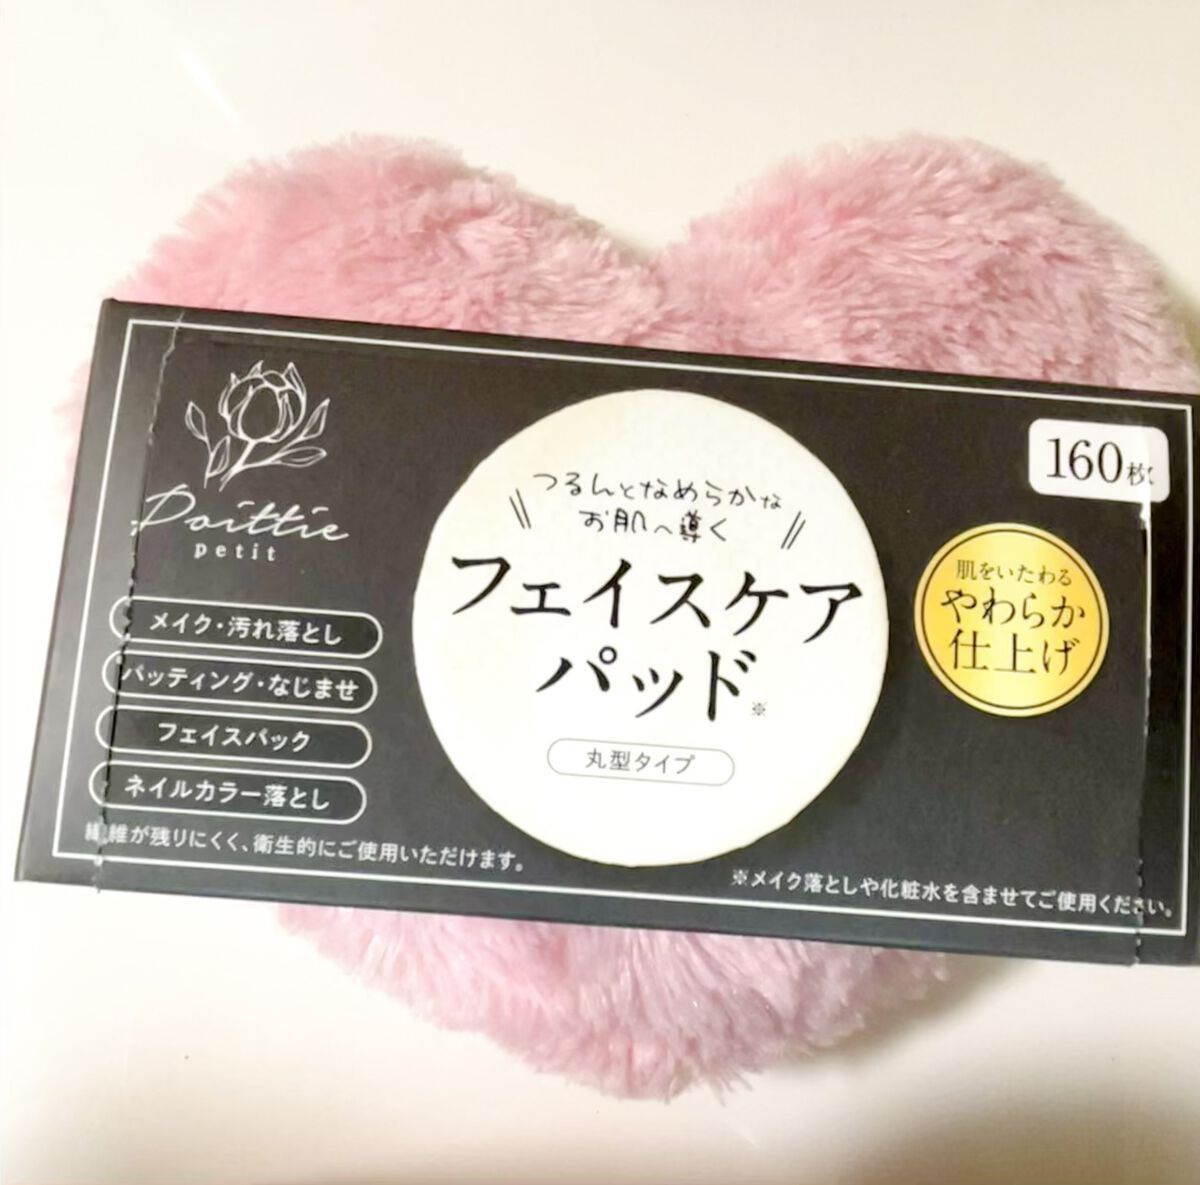 Poittie
petit
メイク・汚れ落とし
パッティング・なじませ
フェイスパック
ネイルカラー落とし
繊維が残りにくく、衛生的にご使用いただけます。
つるんとなめらかな
お肌へ導く
フェイスケア
パッド※
丸型タイプ
160枚
肌をいたわる
やわらか
仕上げ
※メイク落としや化粧水を含ませてご使用ください。